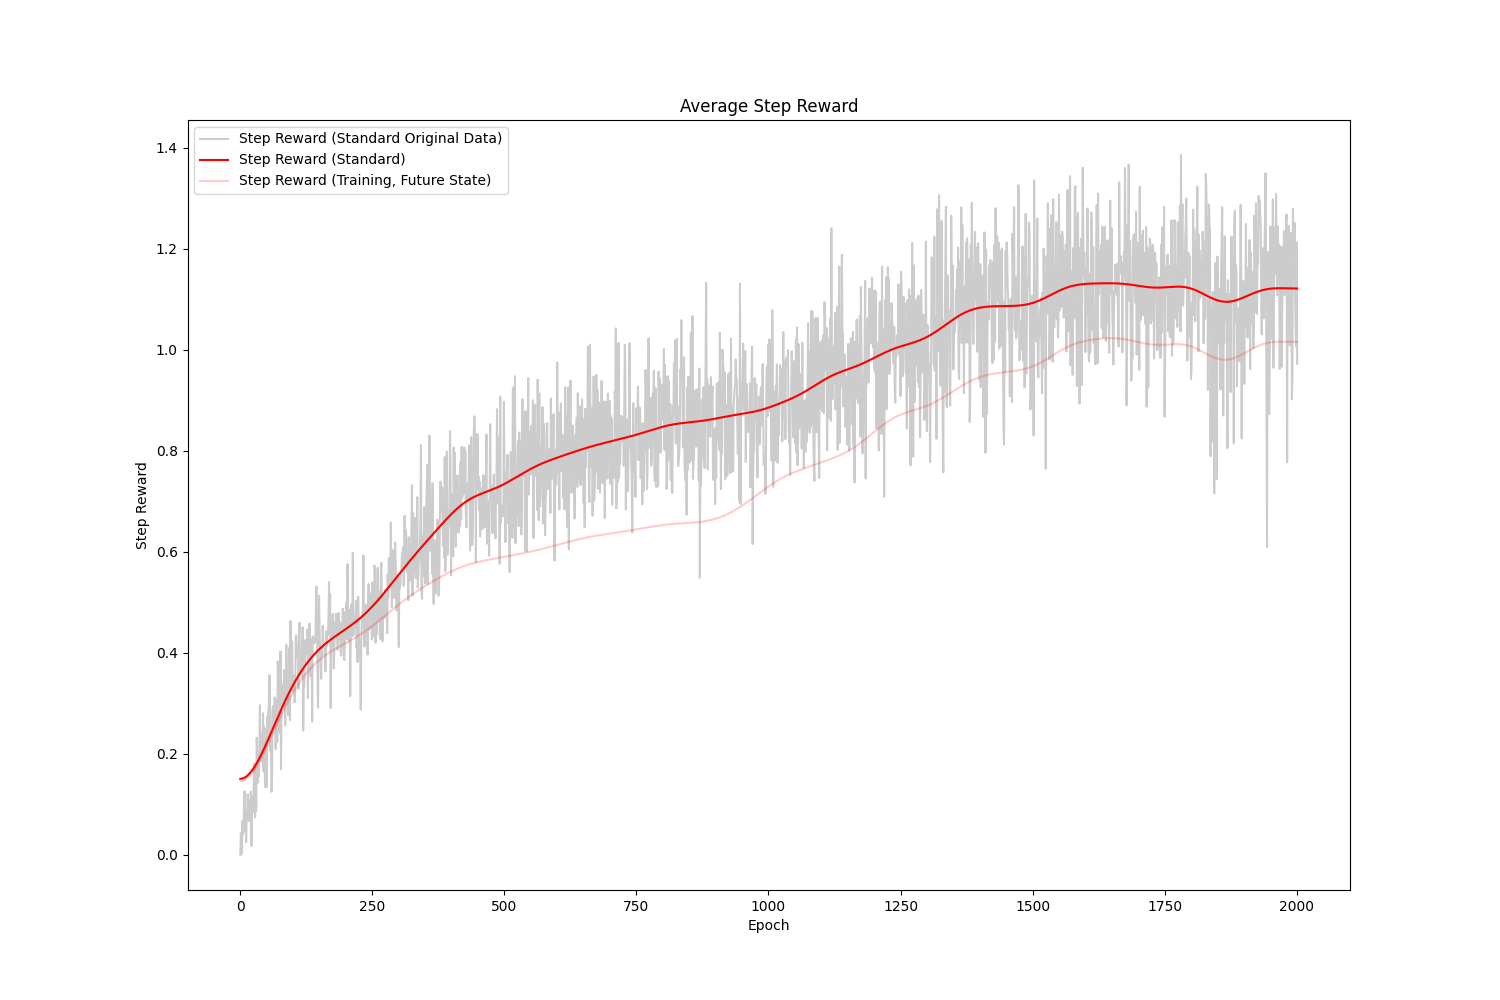 Average Step Reward
Step Reward (Standard Original Data)
Step Reward (Standard)
Step Reward (Training, Future State)
1.4
1.2
1.0
0.8
0.6
0.4
0.2
0.0
Step Reward
0 250 500 750 1000 1250 1500 1750 2000
Epoch